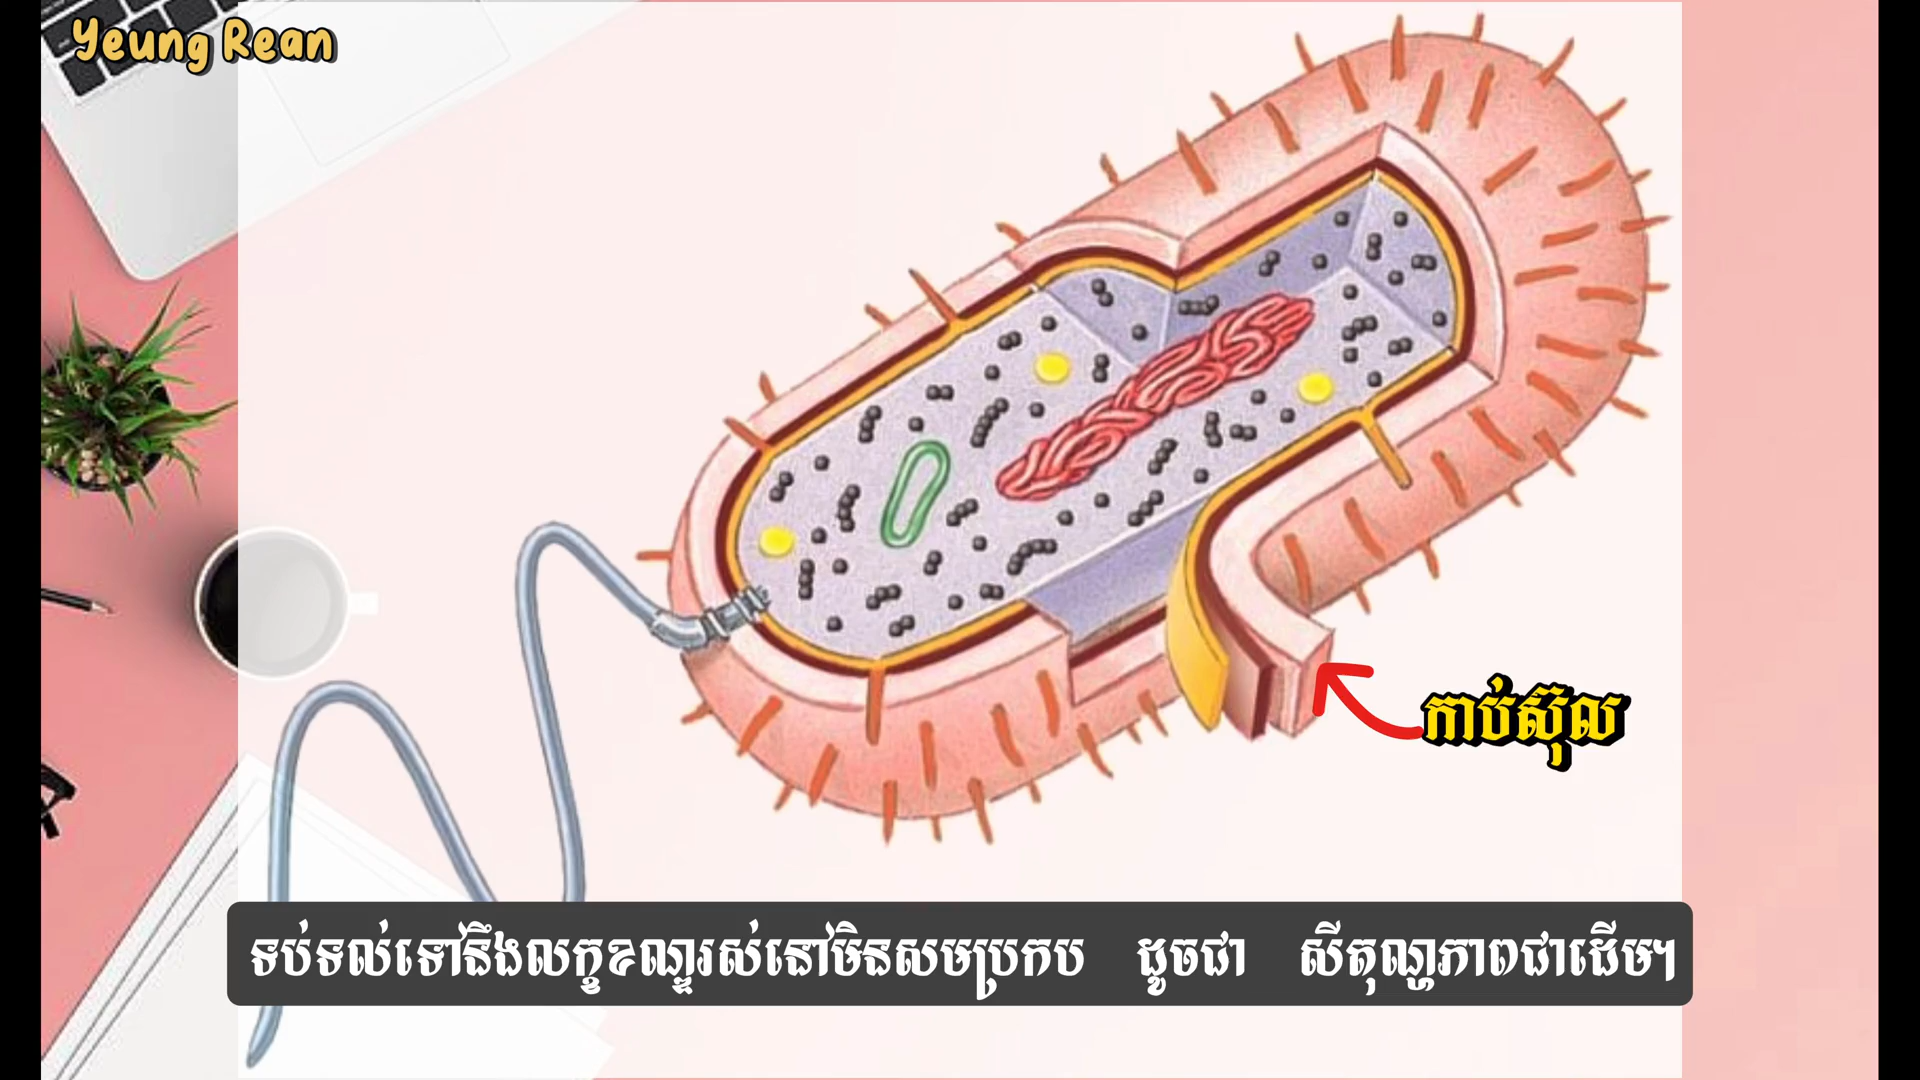 Yeung Rean
កាប់ស៊ុល
ទប់ទល់ទៅនឹងលក្ខខណ្ឌរស់នៅមិនសមប្រកប ដូចជា សីតុណ្ហភាពជាដើម។